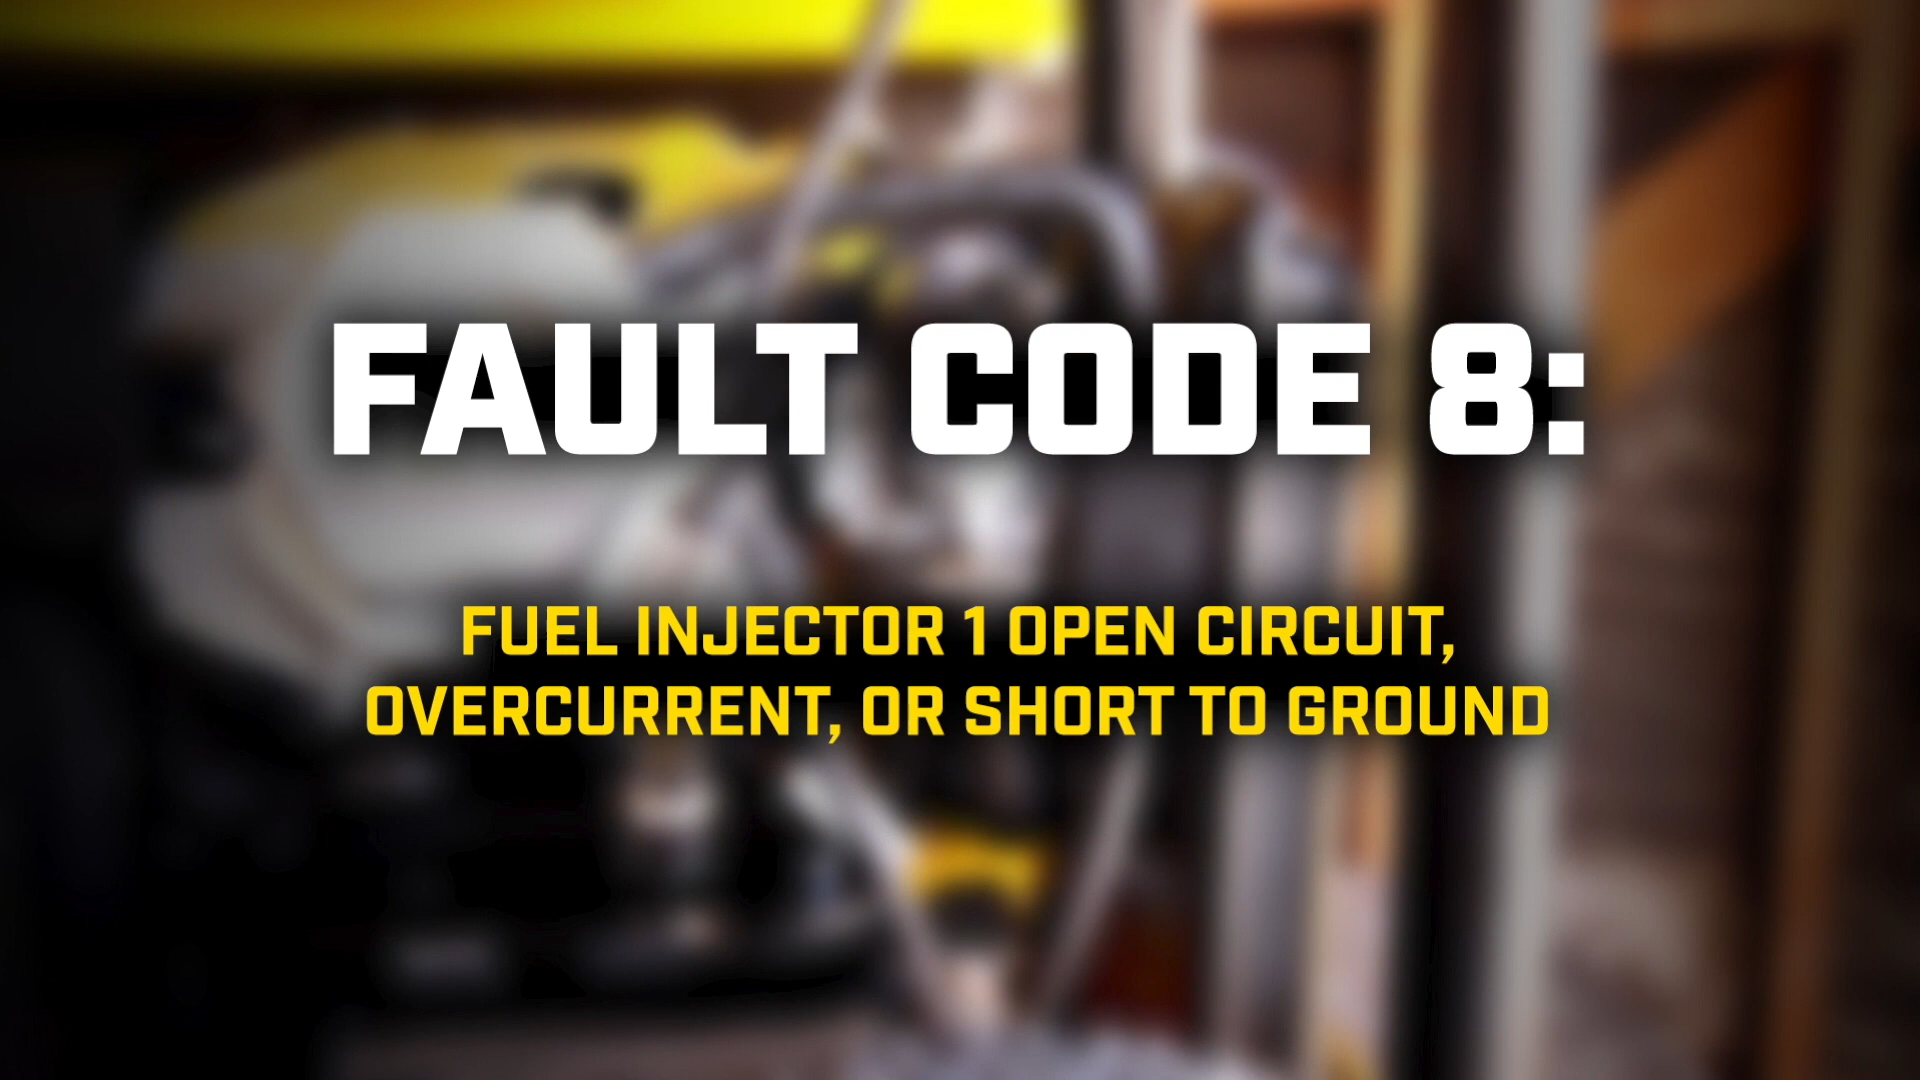 FAULT CODE 8:
FUEL INJECTOR 1 OPEN CIRCUIT,
OVERCURRENT, OR SHORT TO GROUND